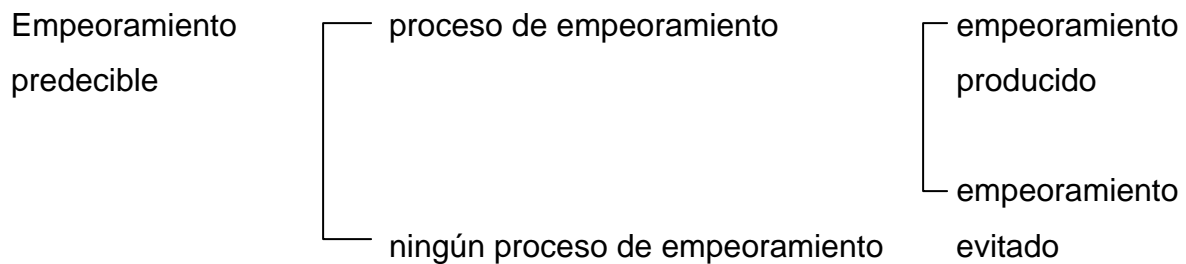 Empeoramiento
predecible
proceso de empeoramiento
ningún proceso de empeoramiento
empeoramiento
producido
empeoramiento
evitado